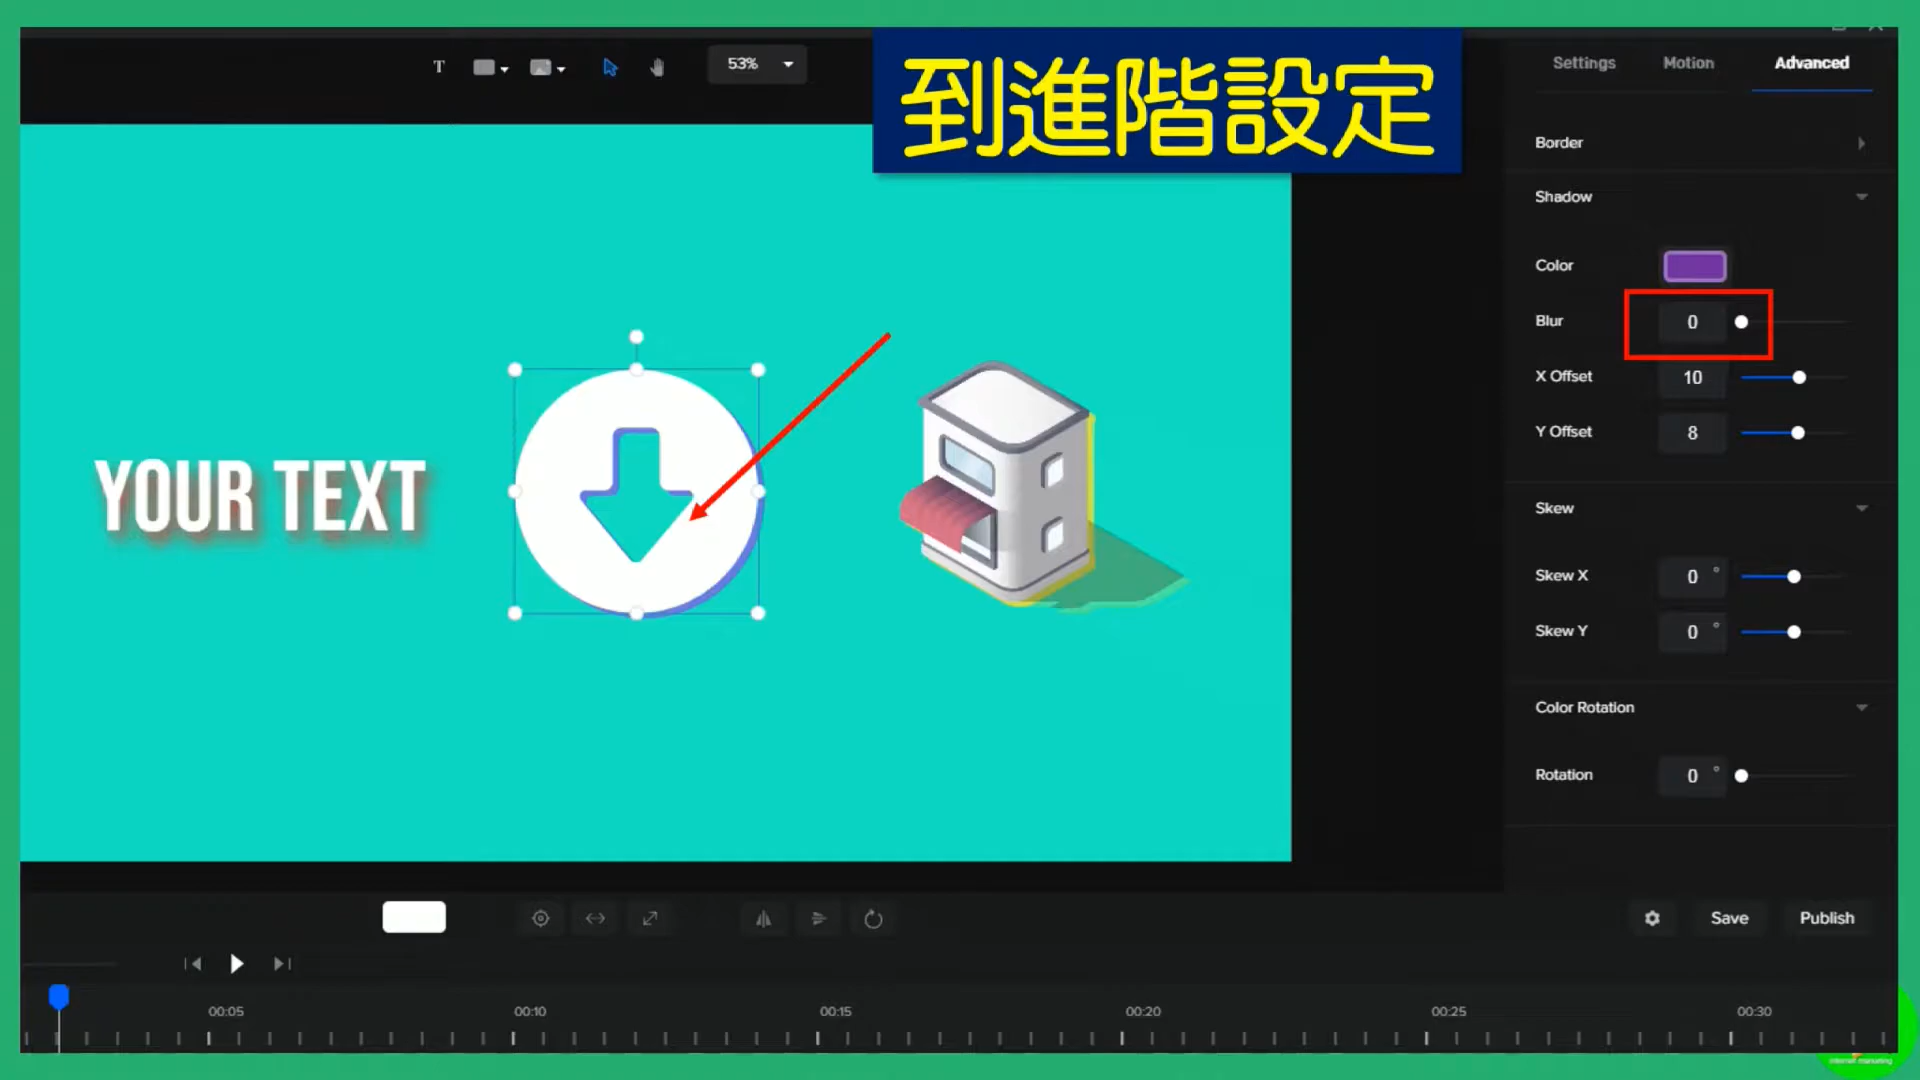 T
53%
到進階設定
Settings Motion Advanced
Border
Shadow
Color
Blur 0
X Offset 10
Y Offset 8
Skew
Skew X 0 °
Skew Y 0 °
Color Rotation
Rotation 0 °
YOUR TEXT
Save Publish
00:05 00:10 00:15 00:20 00:25 00:30
internet marketing